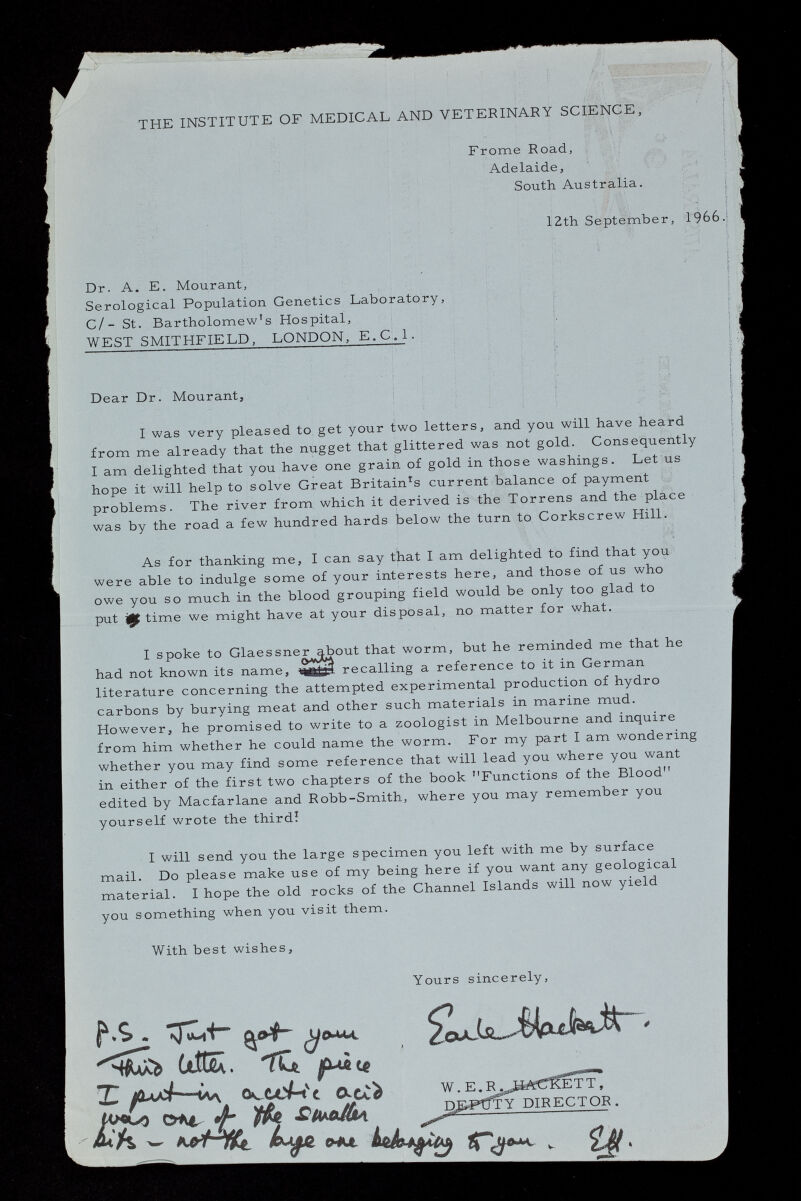 THE INSTITUTE OF MEDICAL AND VETERINARY SCIENCE,
Frome Road,
Adelaide,
South Australia.
12th September, 1966.
Dr. A. E. Mourant,
Serological Population Genetics Laboratory,
C/- St. Bartholomew's Hospital,
WEST SMITHFIELD, LONDON, E.C.1.
Dear Dr. Mourant,
I was very pleased to get your two letters, and you will have heard
from me already that the nugget that glittered was not gold. Consequently
I am delighted that you have one grain of gold in those washings. Let us
hope it will help to solve Great Britain's current balance of payment
problems. The river from which it derived is the Torrens and the place
was by the road a few hundred hards below the turn to Corkscrew Hill.
As for thanking me, I can say that I am delighted to find that you
were able to indulge some of your interests here, and those of us who
owe you so much in the blood grouping field would be only too glad to
put time we might have at your disposal, no matter for what.
I spoke to Glaessner about that worm, but he reminded me that he
had not known its name, only recalling a reference to it in German
literature concerning the attempted experimental production of hydro
carbons by burying meat and other such materials in marine mud.
However, he promised to write to a zoologist in Melbourne and inquire
from him whether he could name the worm. For my part I am wondering
whether you may find some reference that will lead you where you want
in either of the first two chapters of the book "Functions of the Blood"
edited by Macfarlane and Robb-Smith, where you may remember you
yourself wrote the third!
I will send you the large specimen you left with me by surface
mail. Do please make use of my being here if you want any geological
material. I hope the old rocks of the Channel Islands will now yield
you something when you visit them.
With best wishes,
Yours sincerely,
Earle Hackett.
W.E.R. HACKETT,
DEPUTY DIRECTOR.
P.S. Just got your
third letter. The piece
I put in acetic acid
was one of the smaller
bits - not the large one belonging to you. EH.